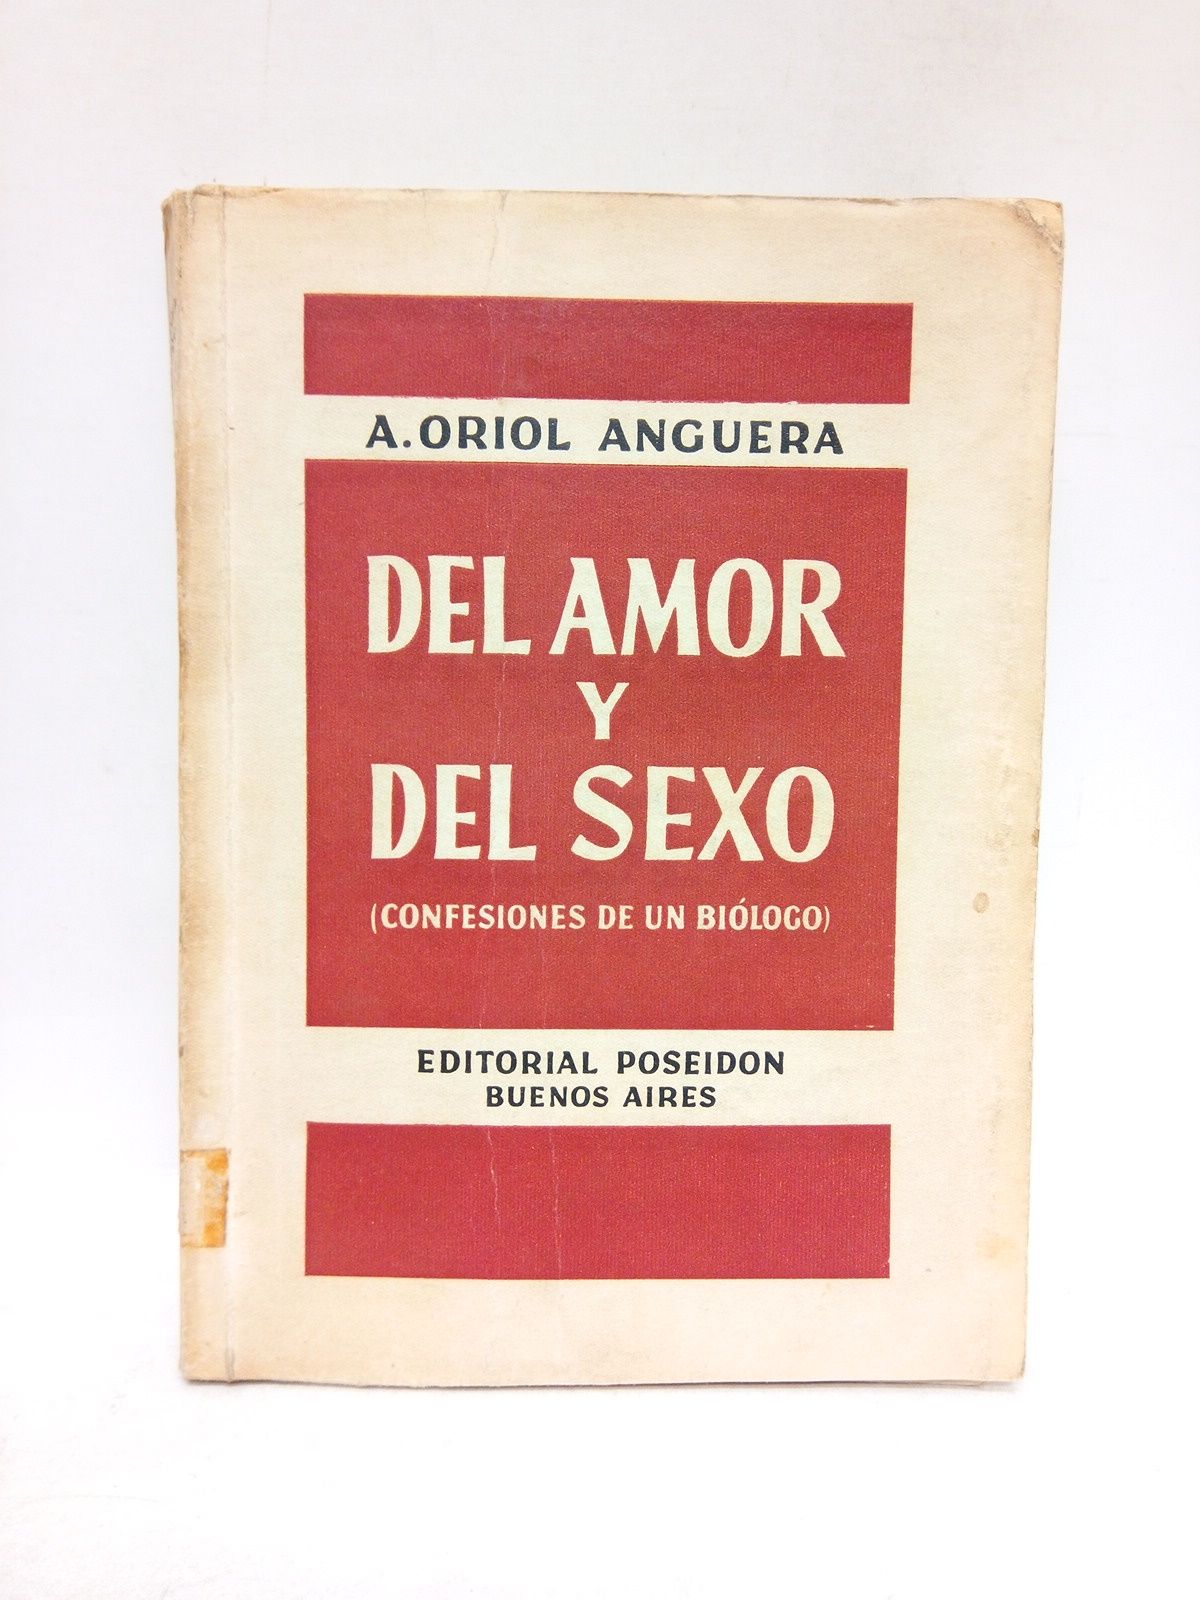 A. ORIOL ANGUERA
DEL AMOR
Y
DEL SEXO
(CONFESIONES DE UN BIÓLOGO)
EDITORIAL POSEIDON
BUENOS AIRES